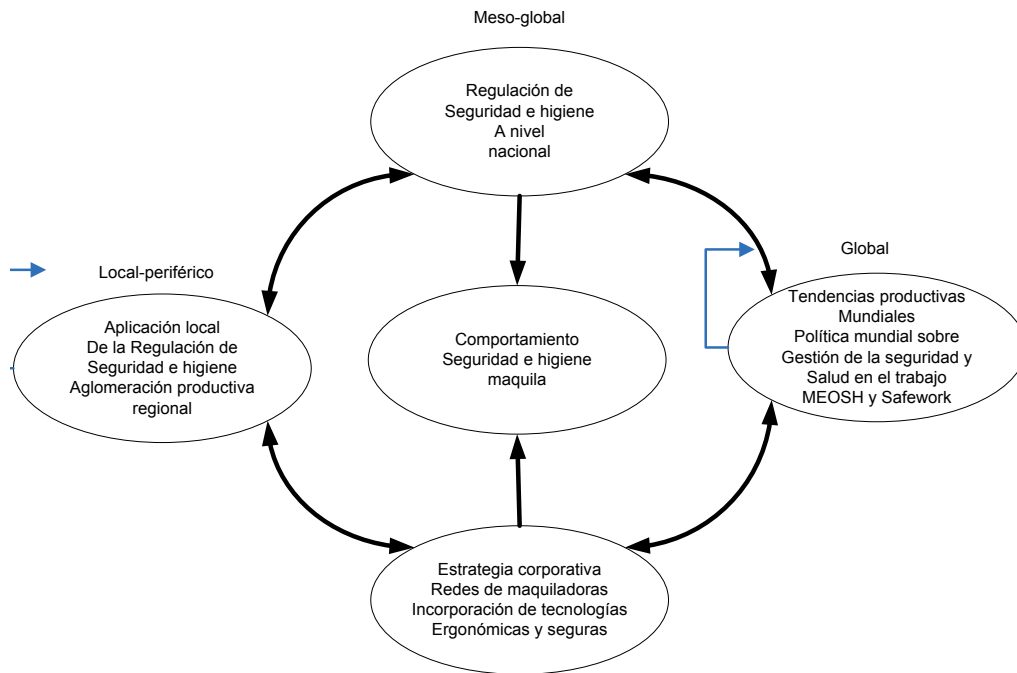 Meso-global
Regulación de
Seguridad e higiene
A nivel
nacional
Local-periférico
Aplicación local
De la Regulación de
Seguridad e higiene
Aglomeración productiva
regional
Comportamiento
Seguridad e higiene
maquila
Global
Tendencias productivas
Mundiales
Política mundial sobre
Gestión de la seguridad y
Salud en el trabajo
MEOSH y Safework
Estrategia corporativa
Redes de maquiladoras
Incorporación de tecnologías
Ergonómicas y seguras